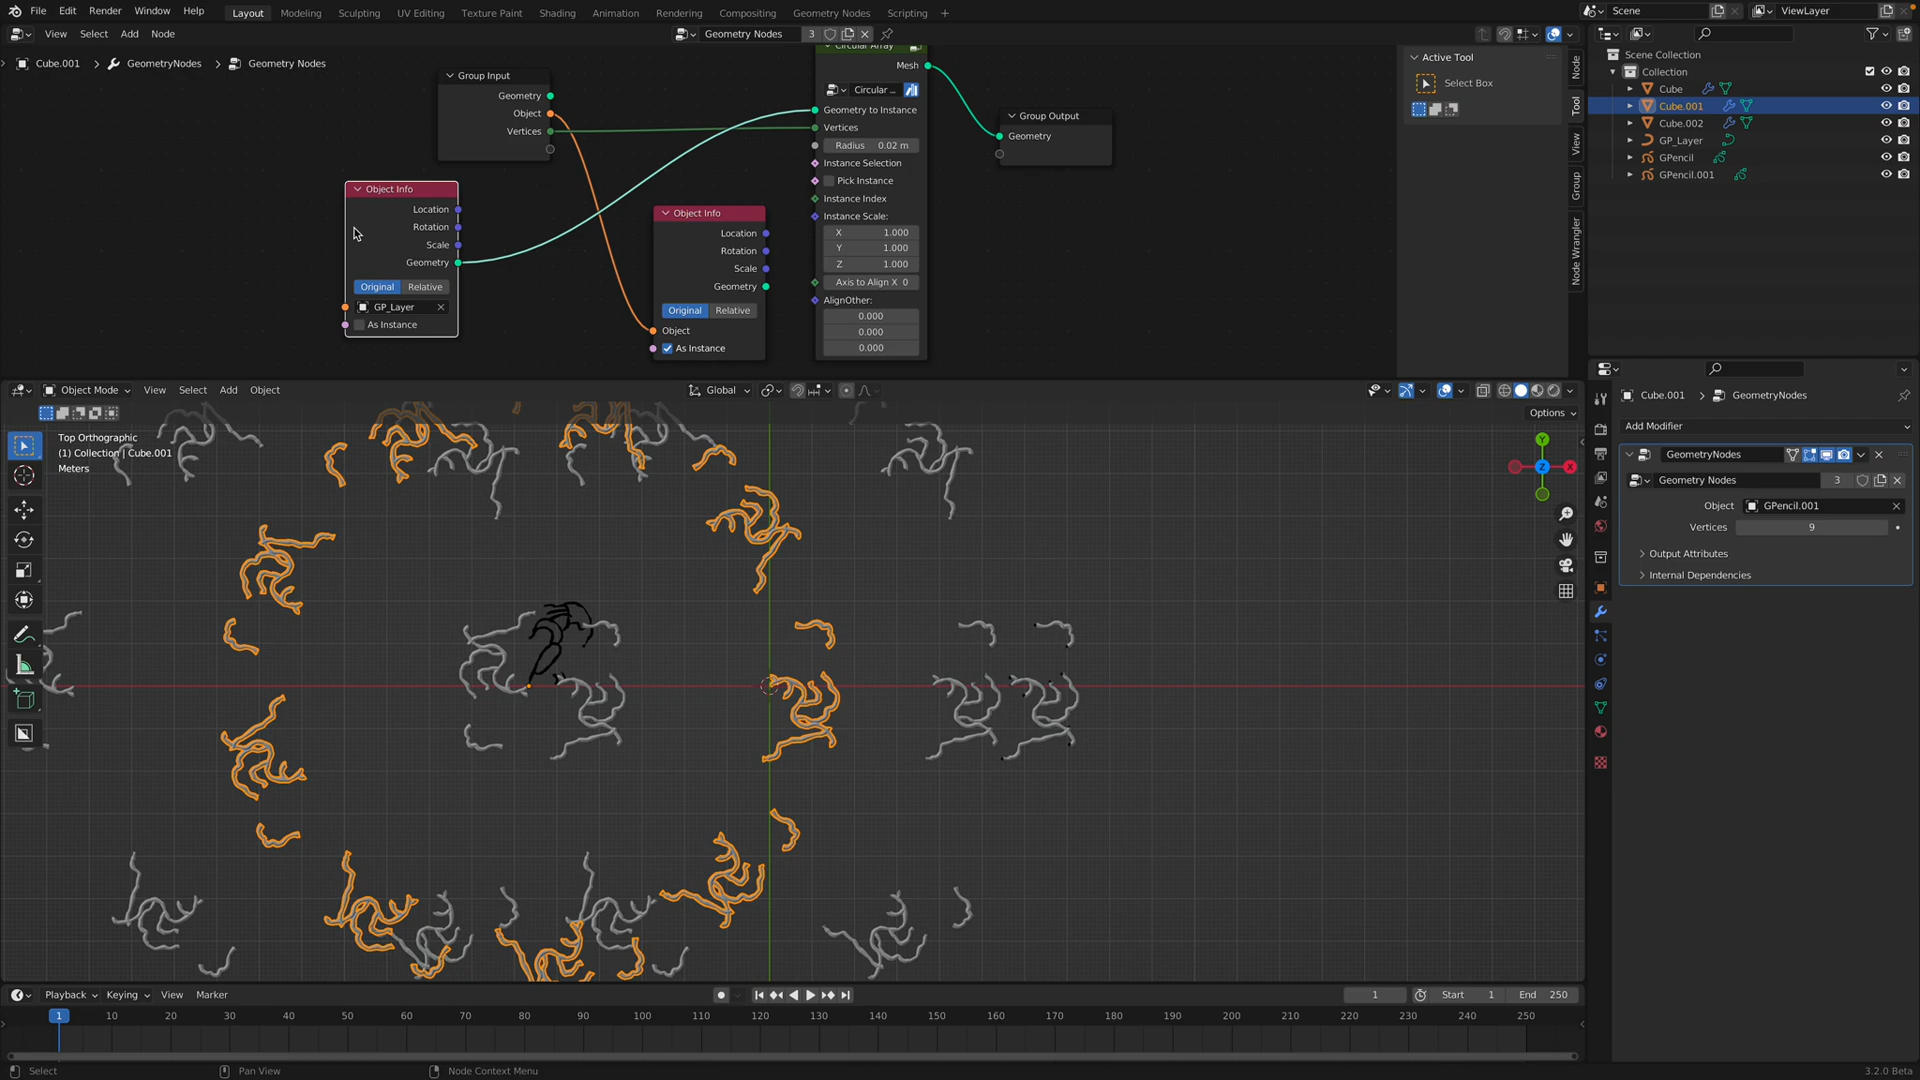 File Edit Render Window Help
Layout Modeling Sculpting UV Editing Texture Paint Shading Animation Rendering Compositing Geometry Nodes Scripting +
Scene ViewLayer
View Select Add Node
Geometry Nodes 3
Cube.001 > GeometryNodes > Geometry Nodes
Group Input
Geometry
Object
Vertices
Object Info
Location
Rotation
Scale
Geometry
Original Relative
GP_Layer
As Instance
Object Info
Location
Rotation
Scale
Geometry
Original Relative
Object
As Instance
Circular Array
Mesh
Circular ...
Geometry to Instance
Vertices
Radius 0.02 m
Instance Selection
Pick Instance
Instance Index
Instance Scale:
X 1.000
Y 1.000
Z 1.000
Axis to Align X 0
AlignOther:
0.000
0.000
0.000
Group Output
Geometry
Active Tool
Select Box
Node
Tool
View
Group
Node Wrangler
Scene Collection
Collection
Cube
Cube.001
Cube.002
GP_Layer
GPencil
GPencil.001
Object Mode View Select Add Object
Global
Options
Top Orthographic
(1) Collection | Cube.001
Meters
Y
Z
X
Cube.001 > GeometryNodes
Add Modifier
GeometryNodes
Geometry Nodes 3
Object GPencil.001
Vertices 9
Output Attributes
Internal Dependencies
Playback Keying View Marker
1 Start 1 End 250
1 10 20 30 40 50 60 70 80 90 100 110 120 130 140 150 160 170 180 190 200 210 220 230 240 250
Select Pan View Node Context Menu 3.2.0 Beta